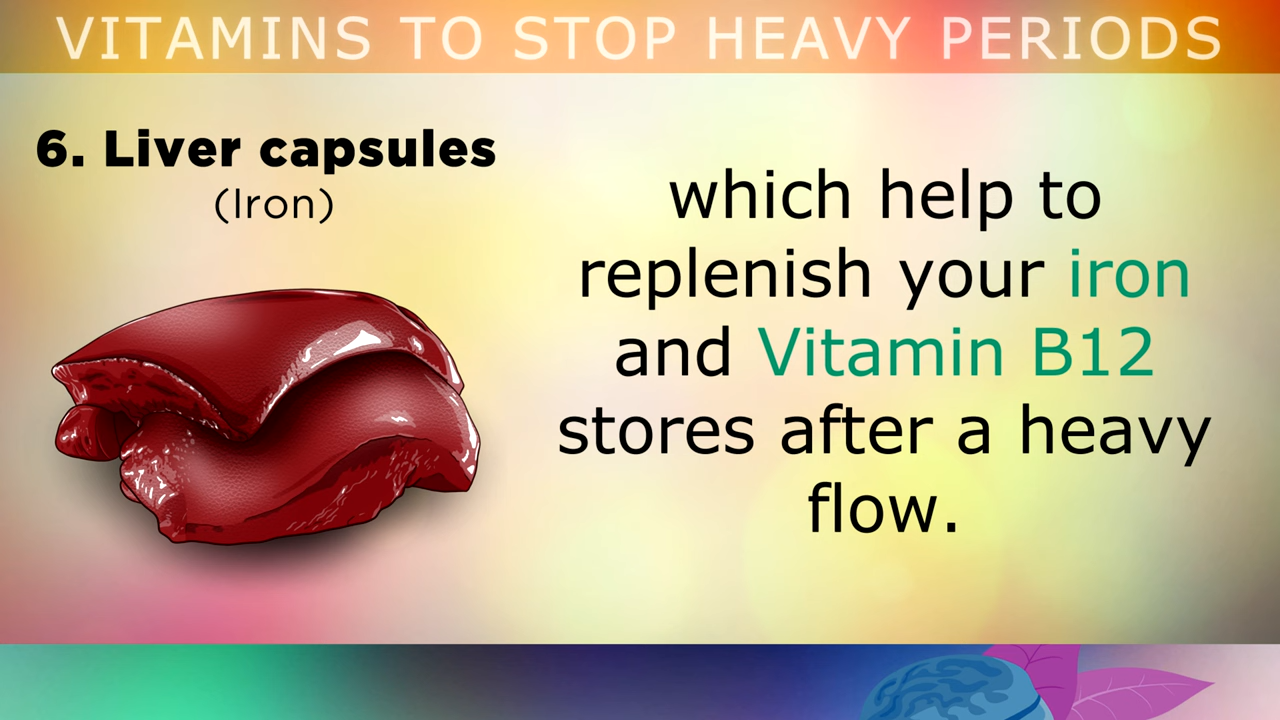 VITAMINS TO STOP HEAVY PERIODS
6. Liver capsules
(Iron)
which help to
replenish your iron
and Vitamin B12
stores after a heavy
flow.